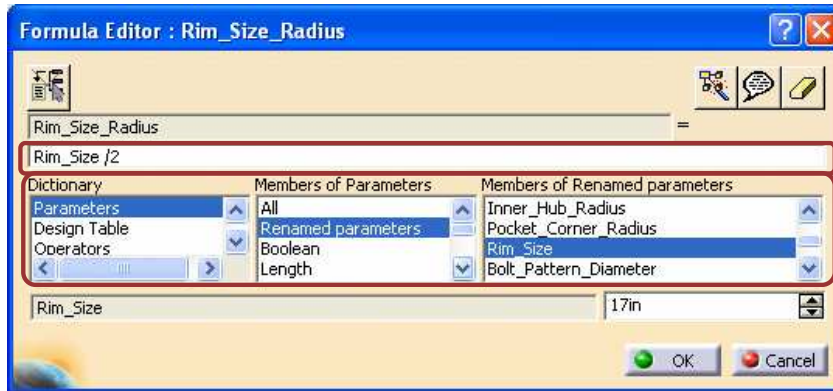 Formula Editor : Rim_Size_Radius
Rim_Size_Radius =
Rim_Size /2
Dictionary Members of Parameters Members of Renamed parameters
Parameters All Inner_Hub_Radius
Design Table Renamed parameters Pocket_Corner_Radius
Operators Boolean Rim_Size
Length Bolt_Pattern_Diameter
Rim_Size 17in
OK Cancel